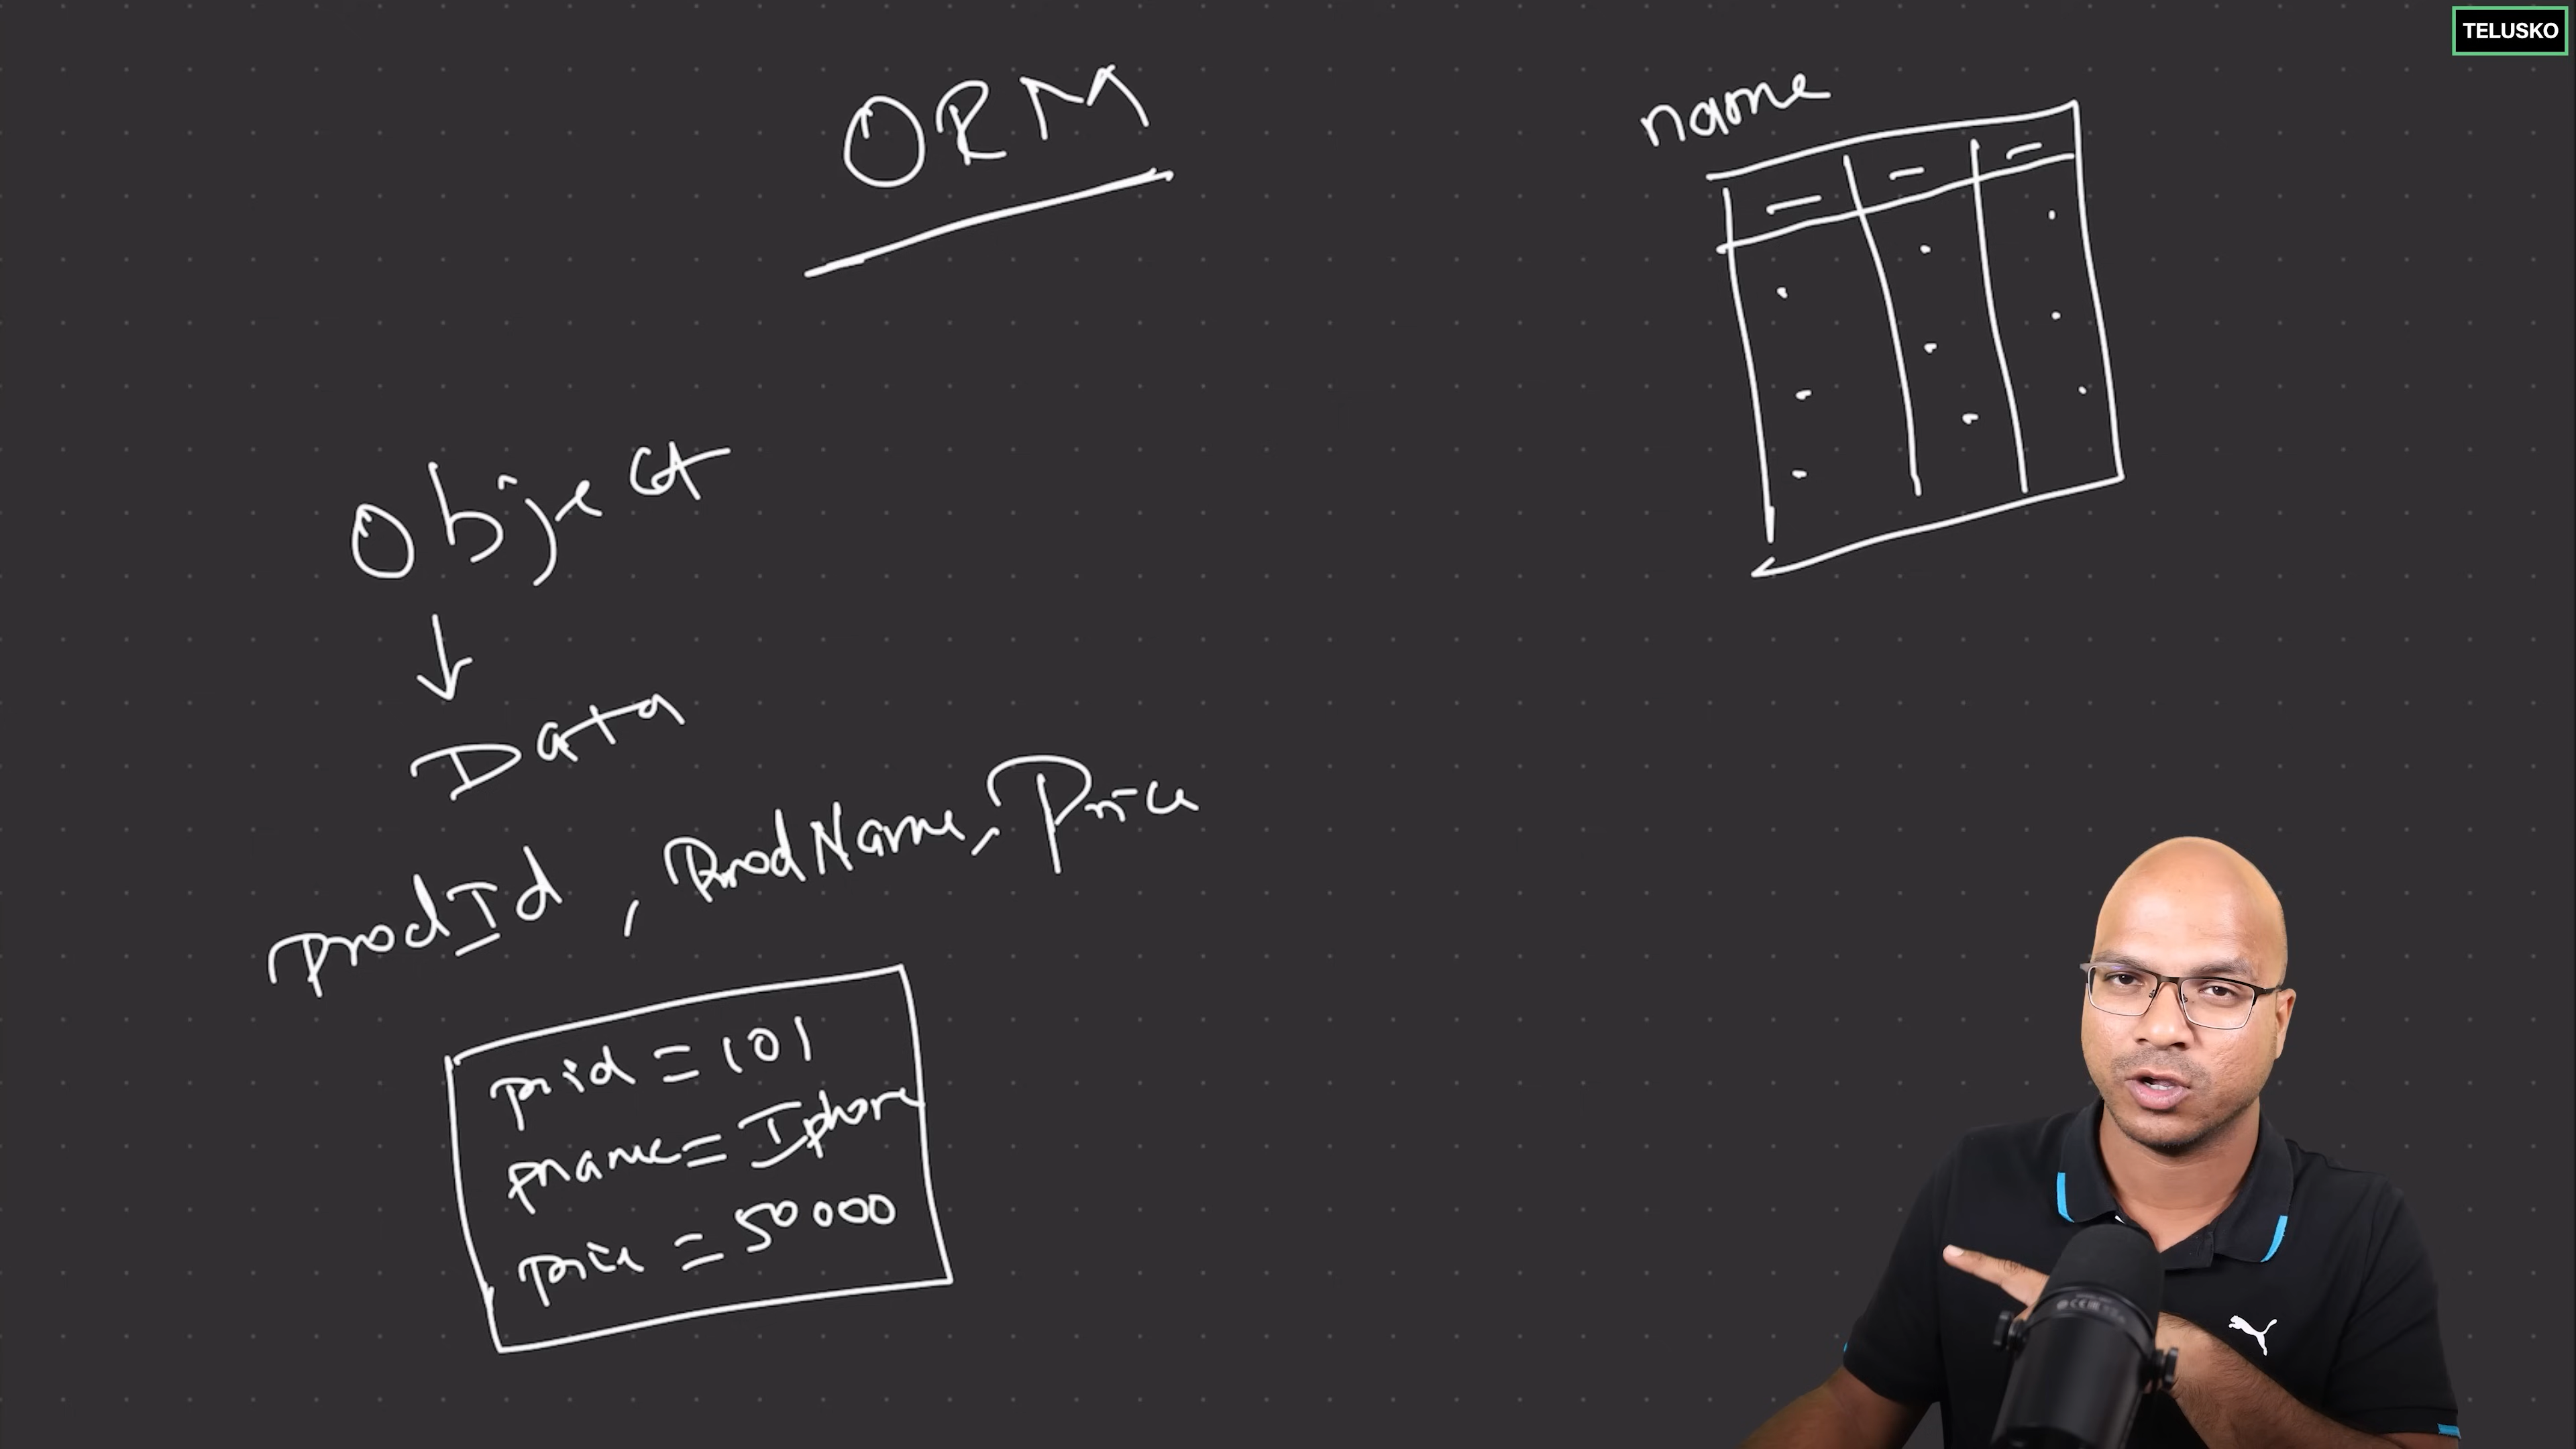 TELUSKO
ORM
name
Object
Data
ProdId, ProdName, Price
prid = 101
pname = Iphone
price = 50000